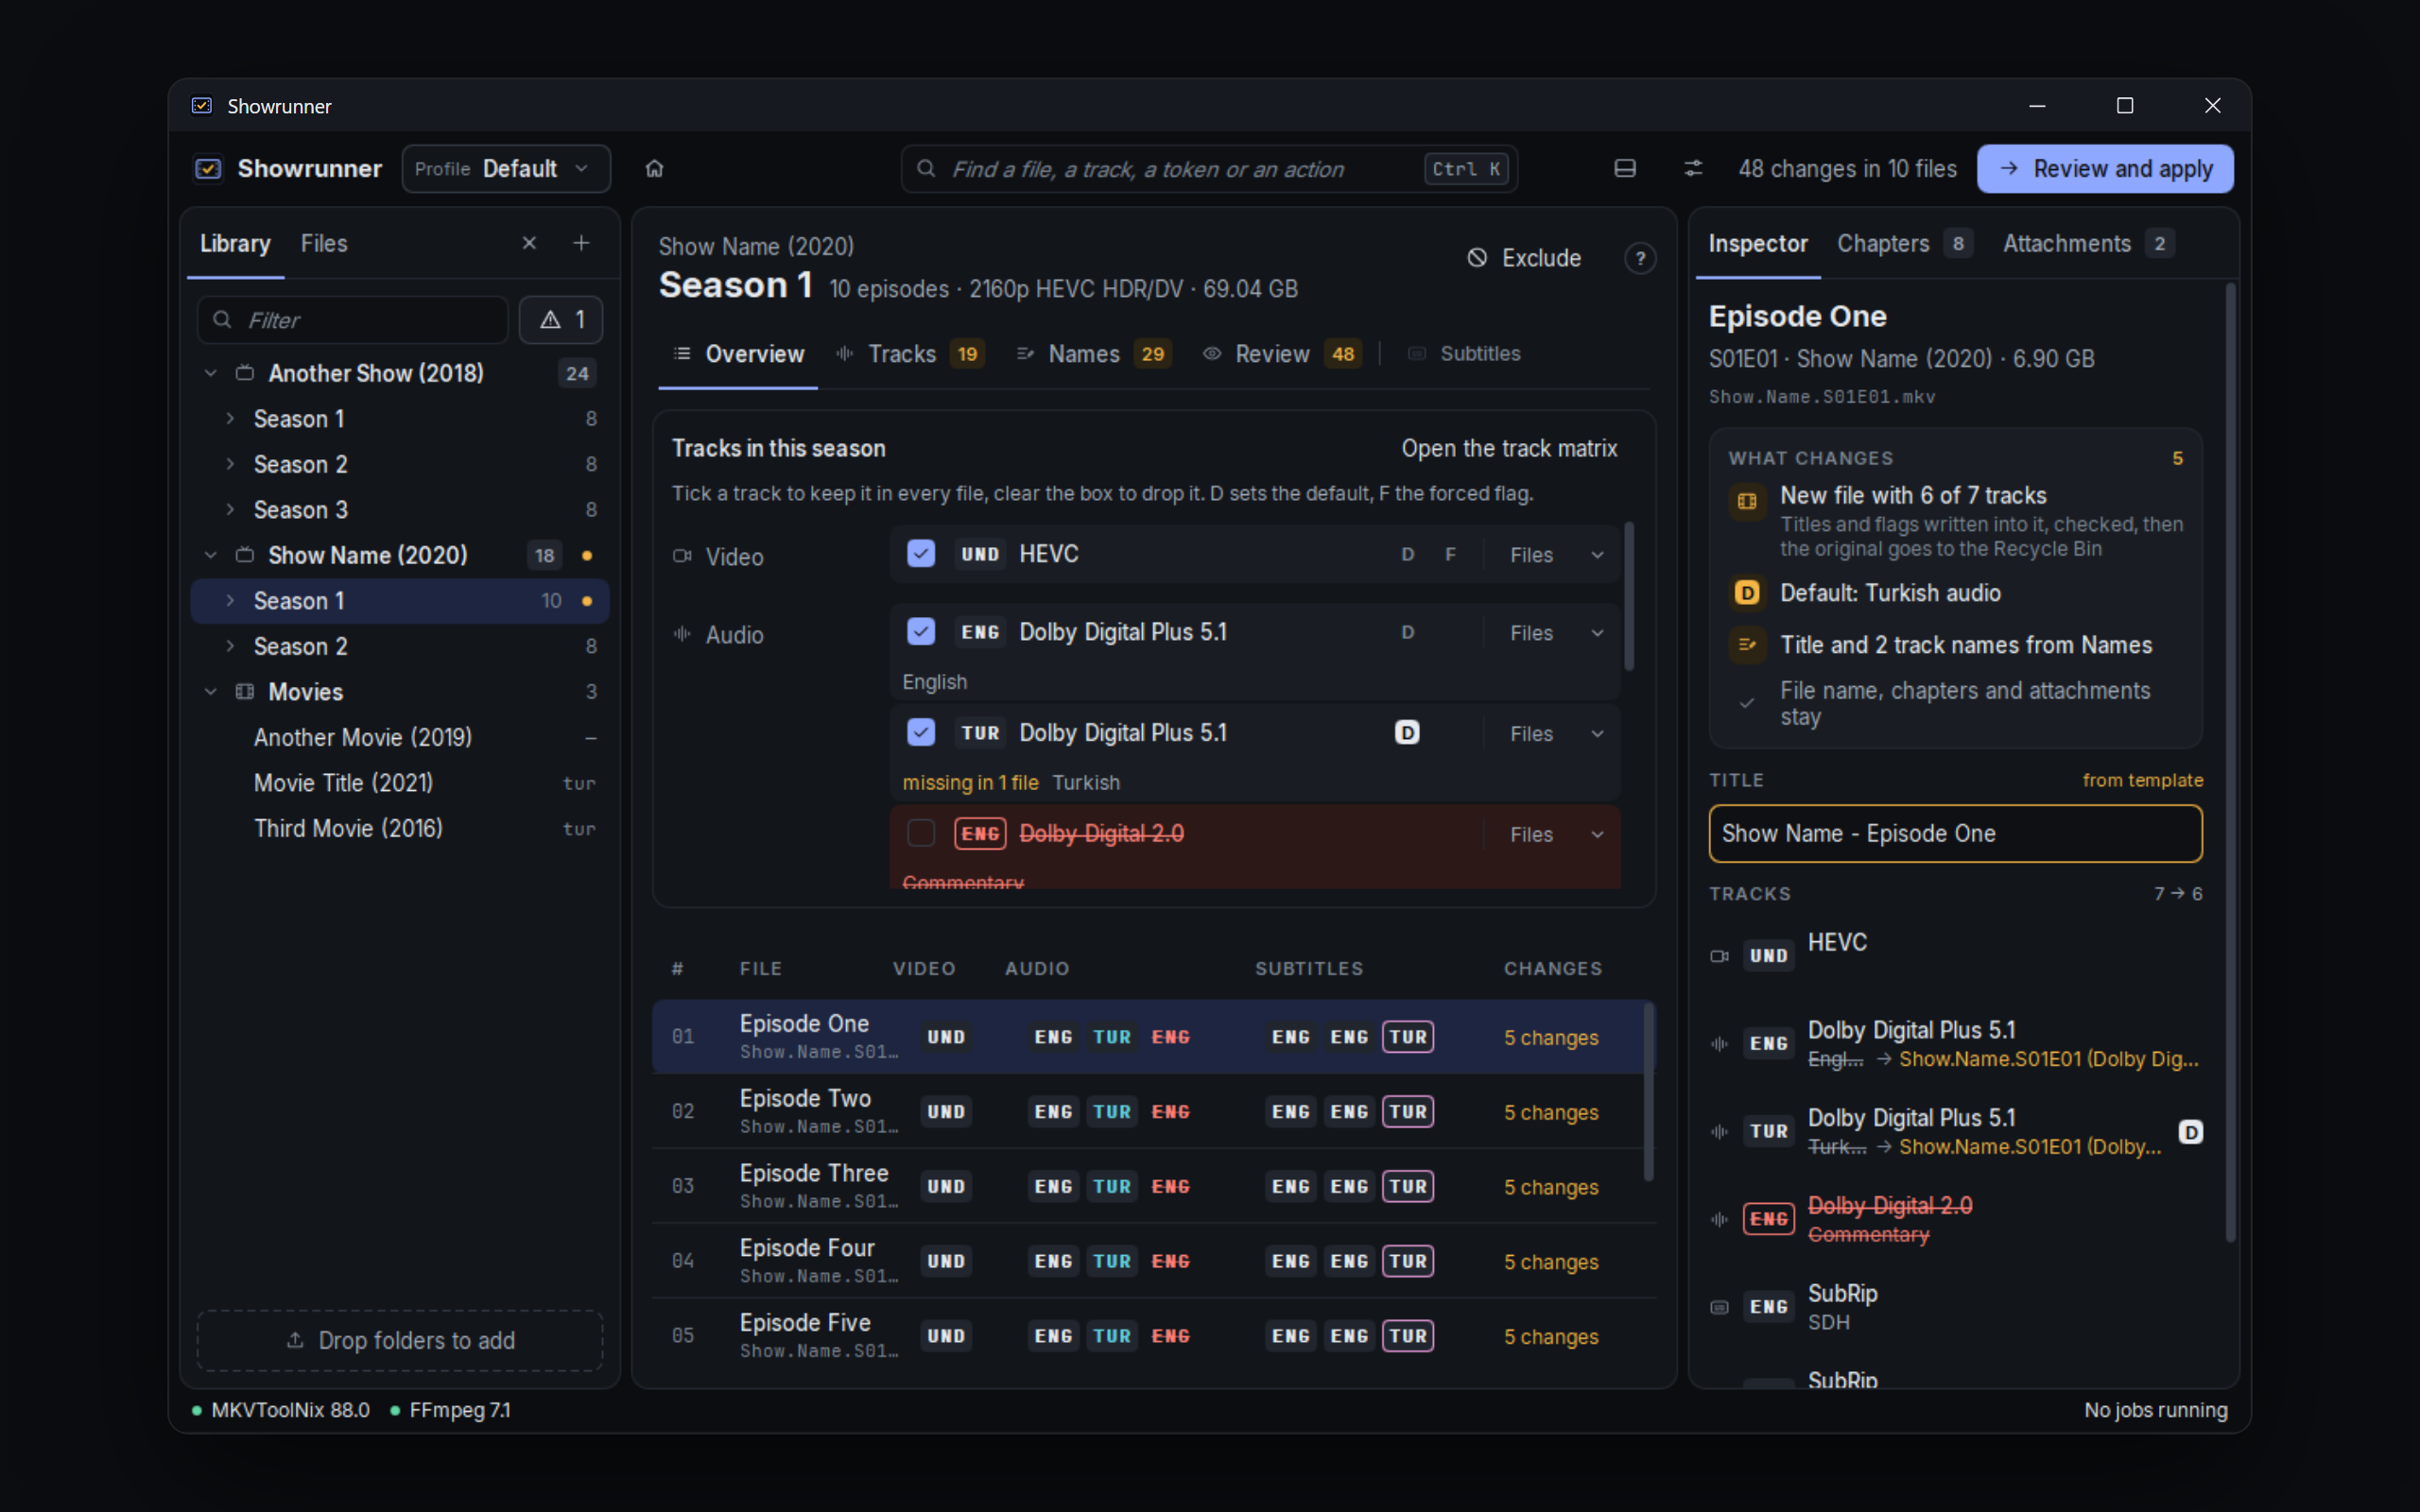 Showrunner
Showrunner
Profile Default
Find a file, a track, a token or an action
Ctrl K
48 changes in 10 files
Review and apply
Library
Files
Filter
1
Another Show (2018)
24
Season 1
8
Season 2
8
Season 3
8
Show Name (2020)
18
Season 1
10
Season 2
8
Movies
3
Another Movie (2019)
–
Movie Title (2021)
tur
Third Movie (2016)
tur
Drop folders to add
Show Name (2020)
Season 1 10 episodes · 2160p HEVC HDR/DV · 69.04 GB
Exclude
?
Overview
Tracks 19
Names 29
Review 48
Subtitles
Tracks in this season
Open the track matrix
Tick a track to keep it in every file, clear the box to drop it. D sets the default, F the forced flag.
Video
UND HEVC
D F
Files
Audio
ENG Dolby Digital Plus 5.1
D
Files
English
TUR Dolby Digital Plus 5.1
D
Files
missing in 1 file Turkish
ENG Dolby Digital 2.0
Files
Commentary
# FILE VIDEO AUDIO SUBTITLES CHANGES
01 Episode One UND ENG TUR ENG ENG ENG TUR 5 changes
Show.Name.S01…
02 Episode Two UND ENG TUR ENG ENG ENG TUR 5 changes
Show.Name.S01…
03 Episode Three UND ENG TUR ENG ENG ENG TUR 5 changes
Show.Name.S01…
04 Episode Four UND ENG TUR ENG ENG ENG TUR 5 changes
Show.Name.S01…
05 Episode Five UND ENG TUR ENG ENG ENG TUR 5 changes
Show.Name.S01…
Inspector
Chapters 8
Attachments 2
Episode One
S01E01 · Show Name (2020) · 6.90 GB
Show.Name.S01E01.mkv
WHAT CHANGES
5
New file with 6 of 7 tracks
Titles and flags written into it, checked, then
the original goes to the Recycle Bin
D Default: Turkish audio
Title and 2 track names from Names
File name, chapters and attachments
stay
TITLE
from template
Show Name - Episode One
TRACKS
7 → 6
UND HEVC
ENG Dolby Digital Plus 5.1
Engl… → Show.Name.S01E01 (Dolby Dig…
TUR Dolby Digital Plus 5.1
Turk… → Show.Name.S01E01 (Dolby…
D
ENG Dolby Digital 2.0
Commentary
ENG SubRip
SDH
SubRip
MKVToolNix 88.0
FFmpeg 7.1
No jobs running